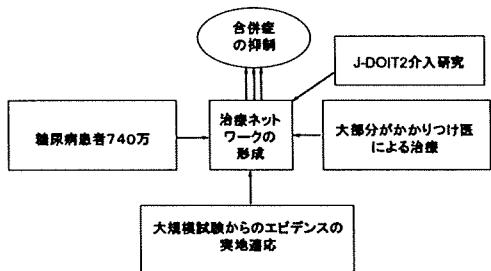 合併症
の抑制
J-DOIT2介入研究
糖尿病患者740万
治療ネット
ワークの
形成
大部分がかかりつけ医
による治療
大規模試験からのエビデンスの
実地適応